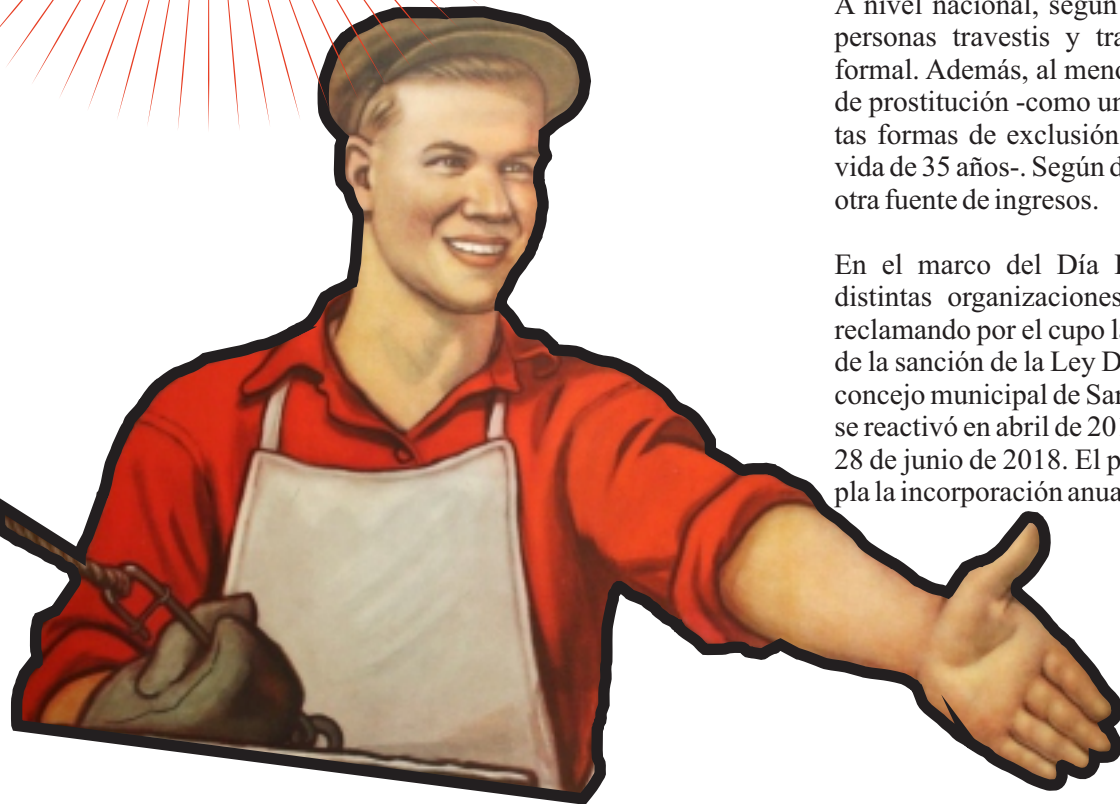 A nivel nacional, según
personas travestis y tra
formal. Además, al meno
de prostitución -como un
tas formas de exclusión
vida de 35 años-. Según d
otra fuente de ingresos.
En el marco del Día
distintas organizaciones
reclamando por el cupo la
de la sanción de la Ley D
concejo municipal de San
se reactivó en abril de 20
28 de junio de 2018. El p
pla la incorporación anua